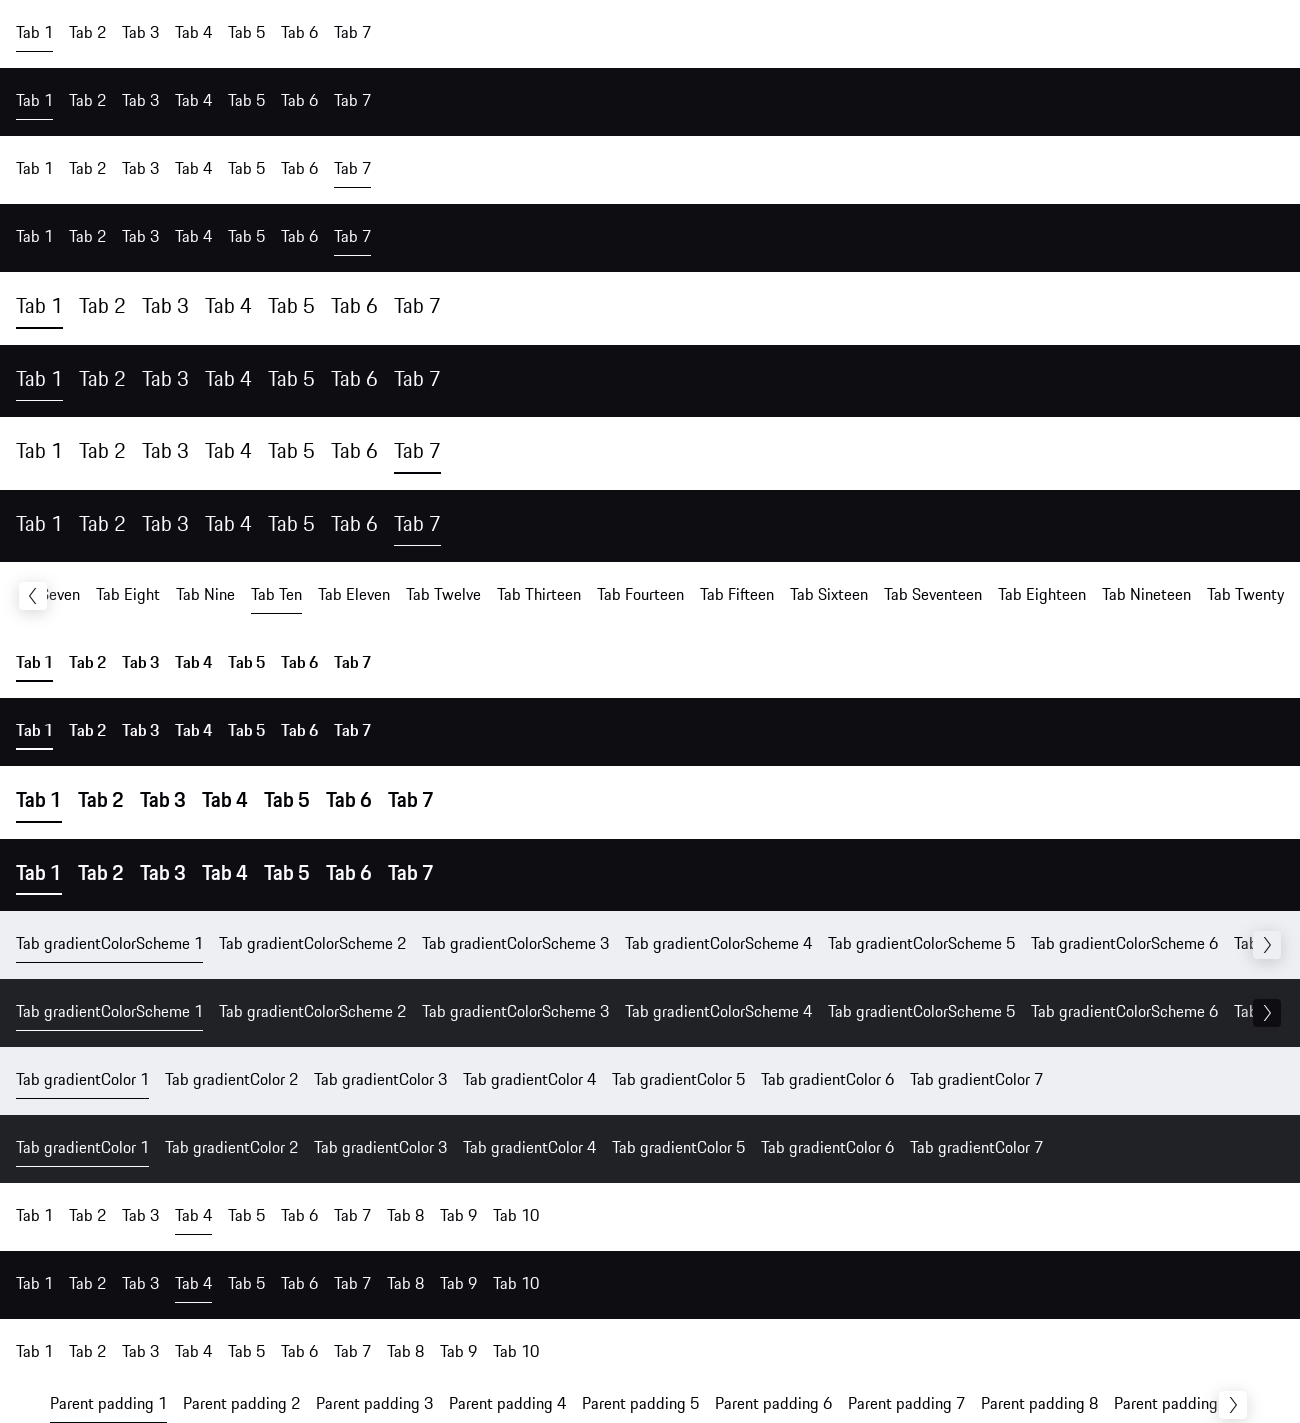 Tab 1 Tab 2 Tab 3 Tab 4 Tab 5 Tab 6 Tab 7
Tab 1 Tab 2 Tab 3 Tab 4 Tab 5 Tab 6 Tab 7
Tab 1 Tab 2 Tab 3 Tab 4 Tab 5 Tab 6 Tab 7
Tab 1 Tab 2 Tab 3 Tab 4 Tab 5 Tab 6 Tab 7
Tab 1 Tab 2 Tab 3 Tab 4 Tab 5 Tab 6 Tab 7
Tab 1 Tab 2 Tab 3 Tab 4 Tab 5 Tab 6 Tab 7
Tab 1 Tab 2 Tab 3 Tab 4 Tab 5 Tab 6 Tab 7
Tab 1 Tab 2 Tab 3 Tab 4 Tab 5 Tab 6 Tab 7
Seven Tab Eight Tab Nine Tab Ten Tab Eleven Tab Twelve Tab Thirteen Tab Fourteen Tab Fifteen Tab Sixteen Tab Seventeen Tab Eighteen Tab Nineteen Tab Twenty
Tab 1 Tab 2 Tab 3 Tab 4 Tab 5 Tab 6 Tab 7
Tab 1 Tab 2 Tab 3 Tab 4 Tab 5 Tab 6 Tab 7
Tab 1 Tab 2 Tab 3 Tab 4 Tab 5 Tab 6 Tab 7
Tab 1 Tab 2 Tab 3 Tab 4 Tab 5 Tab 6 Tab 7
Tab gradientColorScheme 1 Tab gradientColorScheme 2 Tab gradientColorScheme 3 Tab gradientColorScheme 4 Tab gradientColorScheme 5 Tab gradientColorScheme 6 Tab
Tab gradientColorScheme 1 Tab gradientColorScheme 2 Tab gradientColorScheme 3 Tab gradientColorScheme 4 Tab gradientColorScheme 5 Tab gradientColorScheme 6 Tab
Tab gradientColor 1 Tab gradientColor 2 Tab gradientColor 3 Tab gradientColor 4 Tab gradientColor 5 Tab gradientColor 6 Tab gradientColor 7
Tab gradientColor 1 Tab gradientColor 2 Tab gradientColor 3 Tab gradientColor 4 Tab gradientColor 5 Tab gradientColor 6 Tab gradientColor 7
Tab 1 Tab 2 Tab 3 Tab 4 Tab 5 Tab 6 Tab 7 Tab 8 Tab 9 Tab 10
Tab 1 Tab 2 Tab 3 Tab 4 Tab 5 Tab 6 Tab 7 Tab 8 Tab 9 Tab 10
Tab 1 Tab 2 Tab 3 Tab 4 Tab 5 Tab 6 Tab 7 Tab 8 Tab 9 Tab 10
Parent padding 1 Parent padding 2 Parent padding 3 Parent padding 4 Parent padding 5 Parent padding 6 Parent padding 7 Parent padding 8 Parent padding